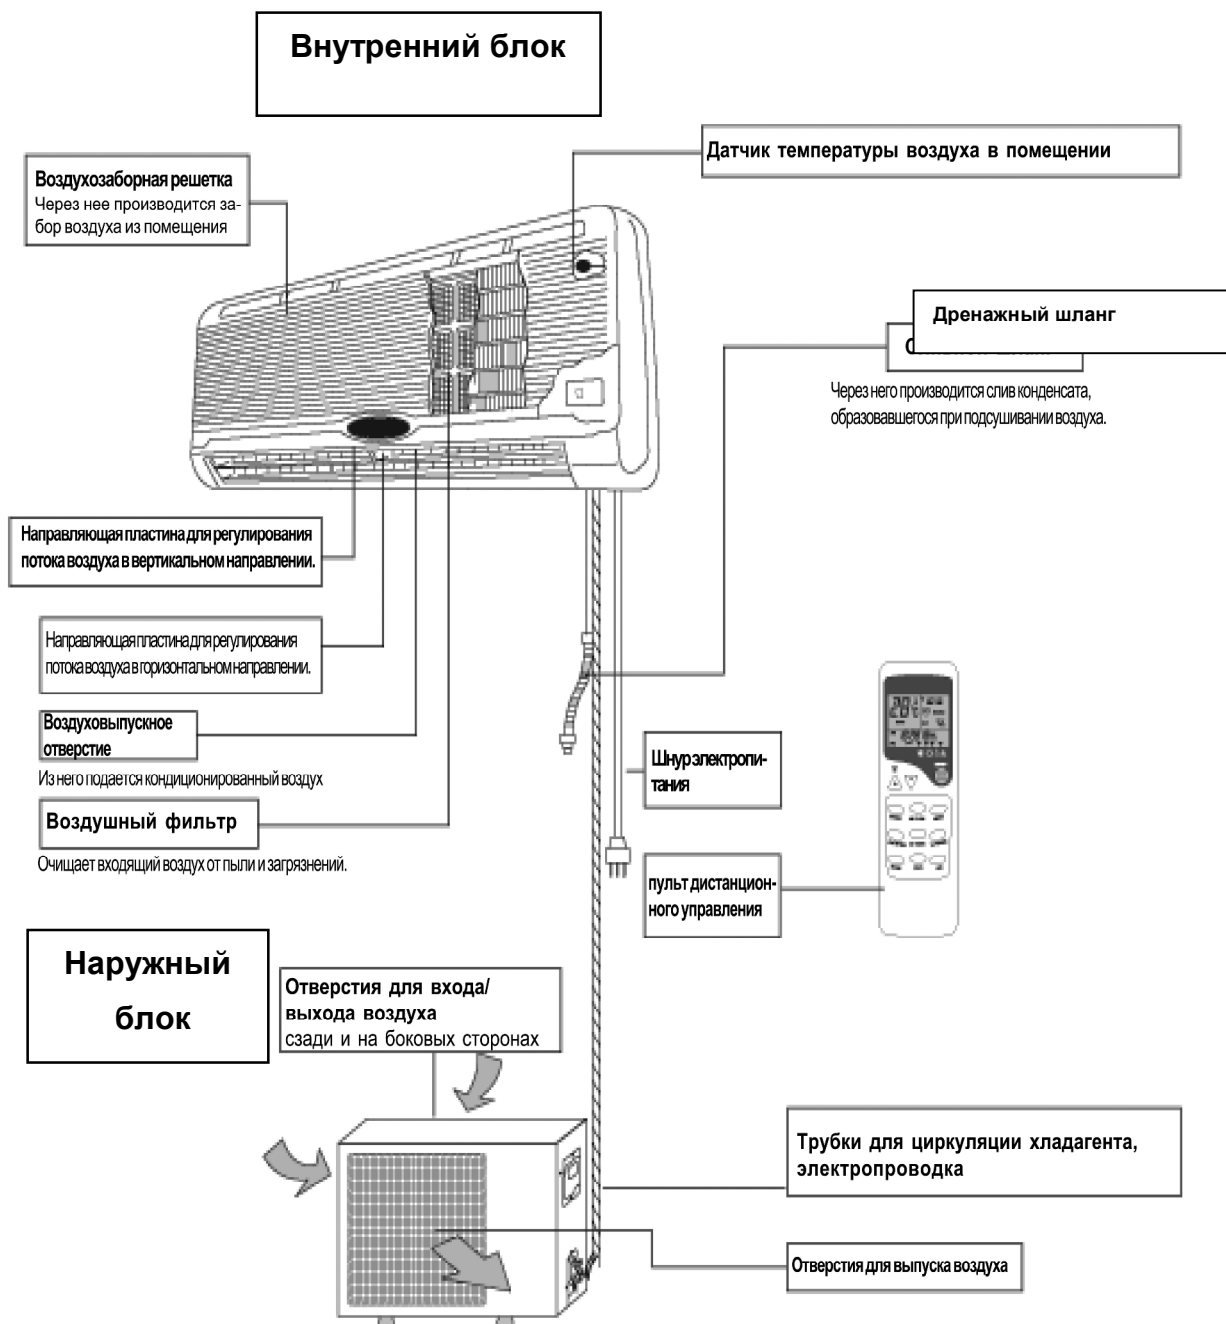 Внутренний блок
Датчик температуры воздуха в помещении
Воздухозаборная решетка
Через нее производится за-
бор воздуха из помещения
Дренажный шланг
Через него производится слив конденсата,
образовавшегося при подсушивании воздуха.
Направляющая пластина для регулирования
потока воздуха в вертикальном направлении.
Направляющая пластина для регулирования
потока воздуха в горизонтальном направлении.
Воздуховыпускное
отверстие
Из него подается кондиционированный воздух
Воздушный фильтр
Очищает входящий воздух от пыли и загрязнений.
Шнур электропи-
тания
пульт дистанцион-
ного управления
Наружный
блок
Отверстия для входа/
выхода воздуха
сзади и на боковых сторонах
Трубки для циркуляции хладагента,
электропроводка
Отверстия для выпуска воздуха